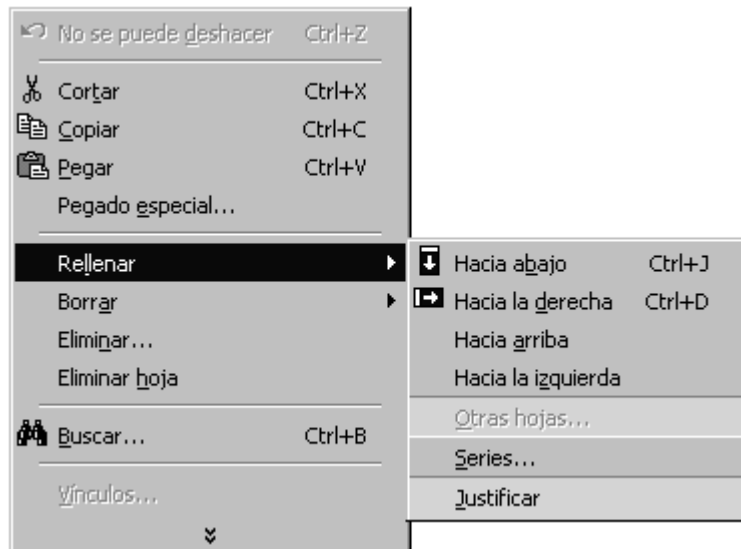 No se puede deshacer Ctrl+Z
Cortar Ctrl+X
Copiar Ctrl+C
Pegar Ctrl+V
Pegado especial...
Rellenar
Borrar
Eliminar...
Eliminar hoja
Buscar... Ctrl+B
Vínculos...
Hacia abajo Ctrl+J
Hacia la derecha Ctrl+D
Hacia arriba
Hacia la izquierda
Otras hojas...
Series...
Justificar